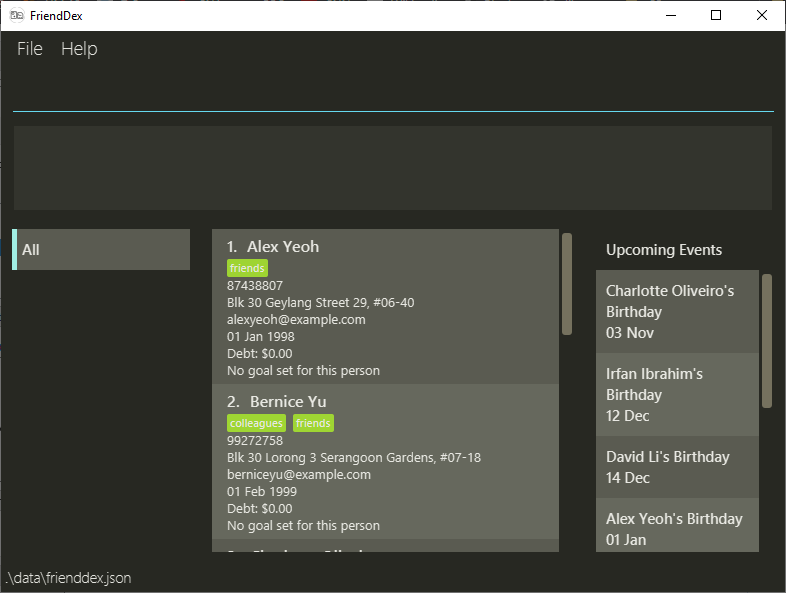 FriendDex
File Help
All
1. Alex Yeoh
friends
87438807
Blk 30 Geylang Street 29, #06-40
alexyeoh@example.com
01 Jan 1998
Debt: $0.00
No goal set for this person
2. Bernice Yu
colleagues friends
99272758
Blk 30 Lorong 3 Serangoon Gardens, #07-18
berniceyu@example.com
01 Feb 1999
Debt: $0.00
No goal set for this person
Upcoming Events
Charlotte Oliveiro's
Birthday
03 Nov
Irfan Ibrahim's
Birthday
12 Dec
David Li's Birthday
14 Dec
Alex Yeoh's Birthday
01 Jan
.\data\frienddex.json